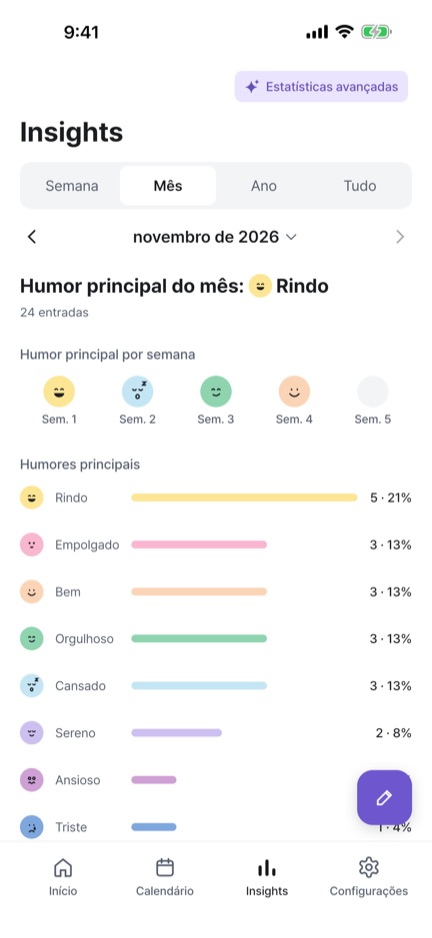 9:41
Estatísticas avançadas
Insights
Semana Mês Ano Tudo
novembro de 2026
Humor principal do mês: Rindo
24 entradas
Humor principal por semana
Sem. 1 Sem. 2 Sem. 3 Sem. 4 Sem. 5
Humores principais
Rindo 5 · 21%
Empolgado 3 · 13%
Bem 3 · 13%
Orgulhoso 3 · 13%
Cansado 3 · 13%
Sereno 2 · 8%
Ansioso
Triste 1 · 4%
Início Calendário Insights Configurações